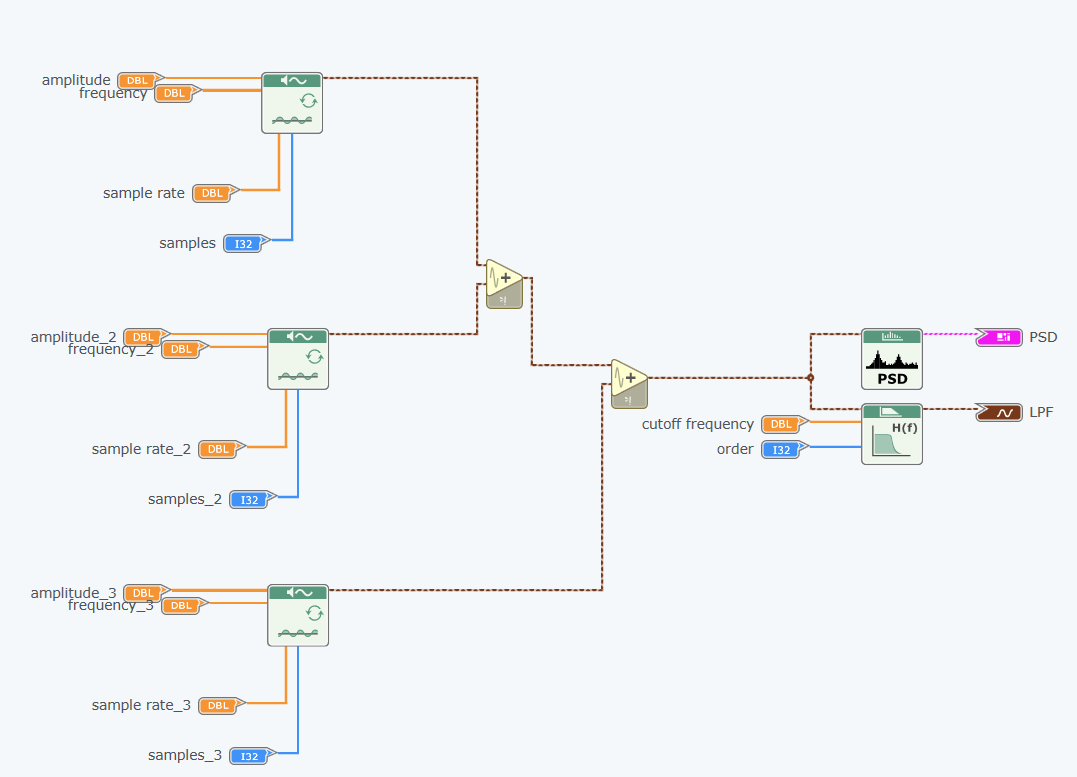 amplitude DBL
frequency DBL
sample rate DBL
samples I32
amplitude_2 DBL
frequency_2 DBL
PSD
PSD
LPF
cutoff frequency DBL
H(f)
order I32
sample rate_2 DBL
samples_2 I32
amplitude_3 DBL
frequency_3 DBL
sample rate_3 DBL
samples_3 I32